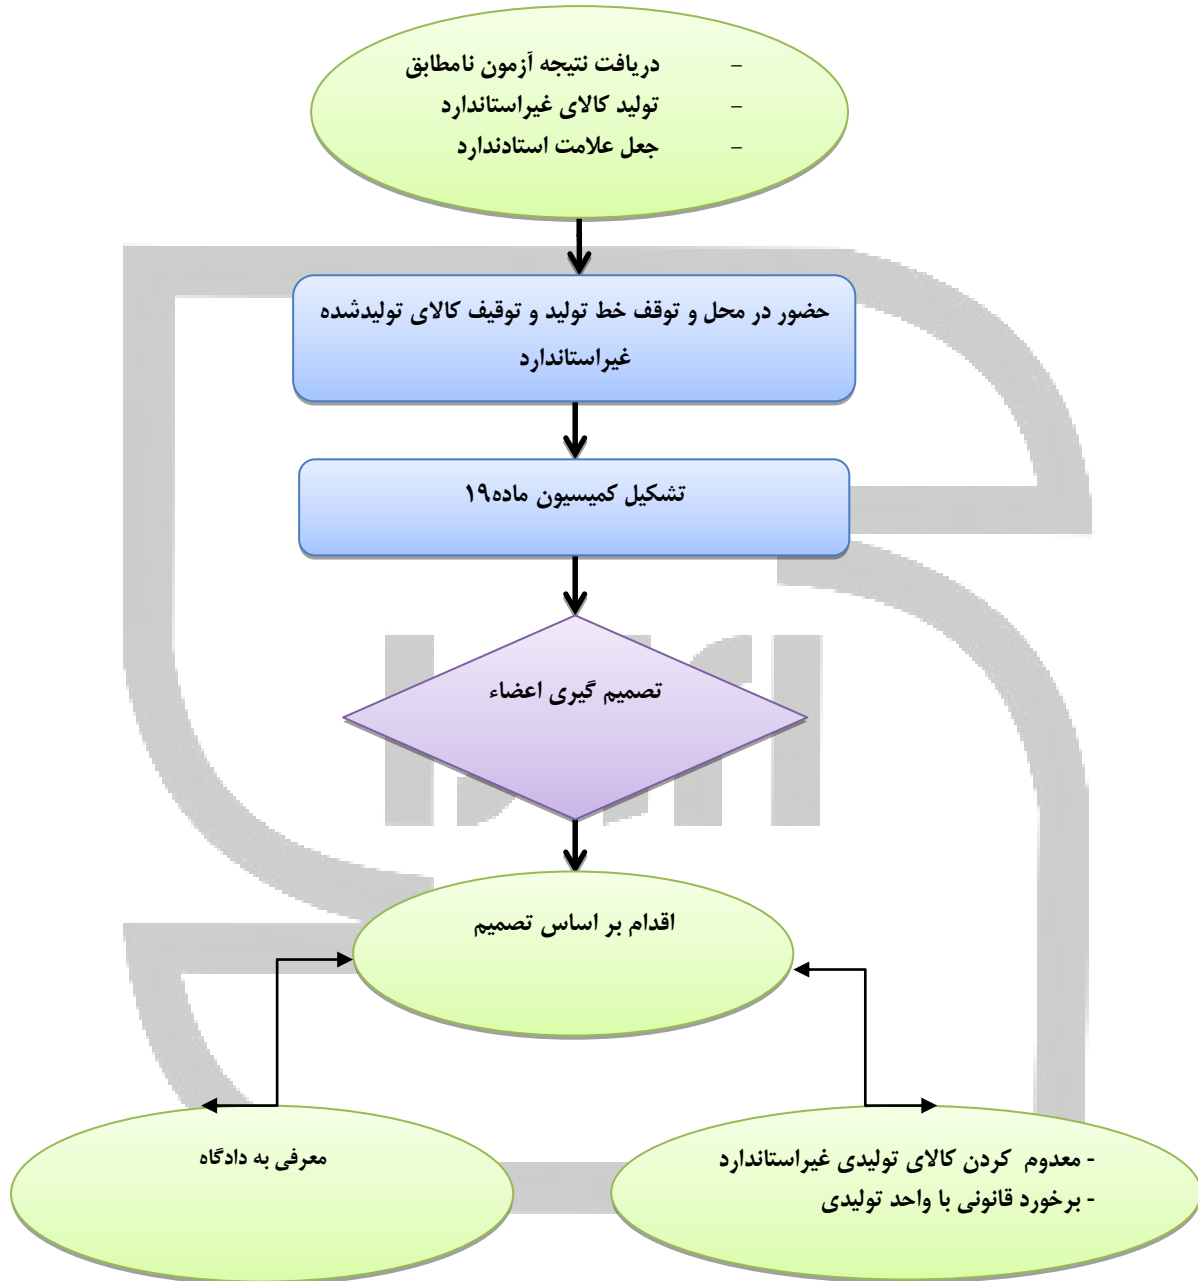 - دریافت نتیجه آزمون نامطابق
- تولید کالای غیراستاندارد
- جعل علامت استادندارد
حضور در محل و توقف خط تولید و توقیف کالای تولیدشده
غیراستاندارد
تشکیل کمیسیون ماده۱۹
تصمیم گیری اعضاء
اقدام بر اساس تصمیم
- معدوم کردن کالای تولیدی غیراستاندارد
- برخورد قانونی با واحد تولیدی
معرفی به دادگاه